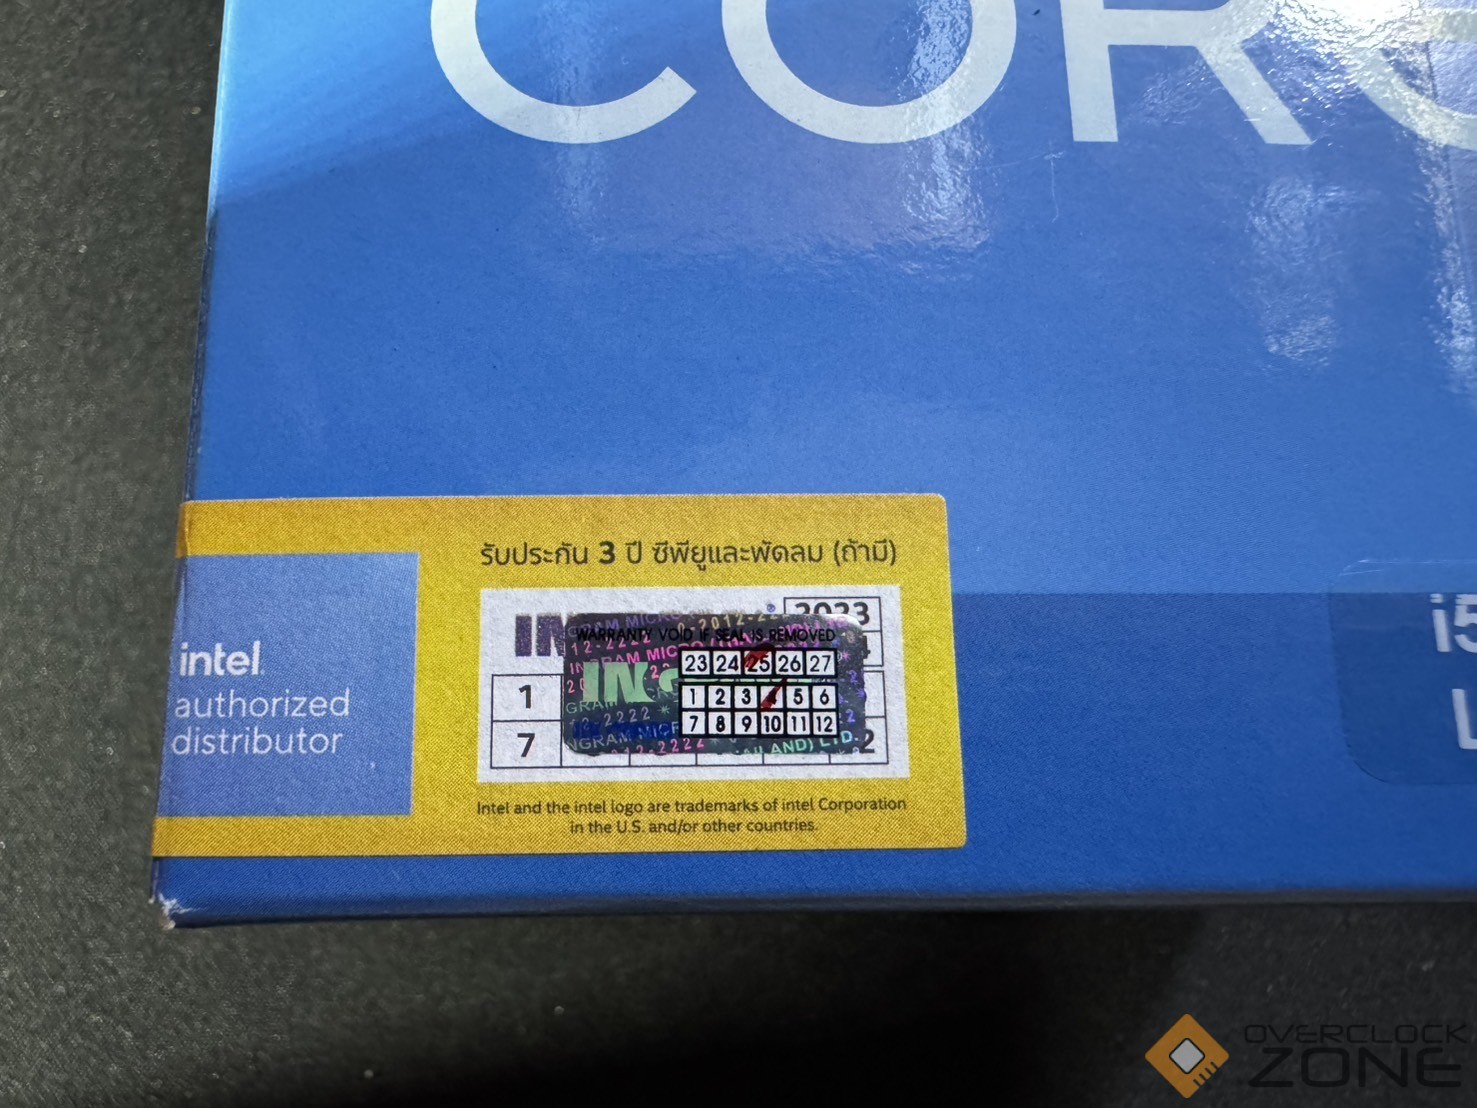 CORE
i5
รับประกัน 3 ปี ซีพียูและพัดลม (ถ้ามี)
intel.
authorized
distributor
2023
WARRANTY VOID IF SEAL IS REMOVED
INGRAM MICRO
23 24 25 26 27
1 1 2 3 4 5 6
7 7 8 9 10 11 12
Intel and the intel logo are trademarks of intel Corporation
in the U.S. and/or other countries.
OVERCLOCK
ZONE